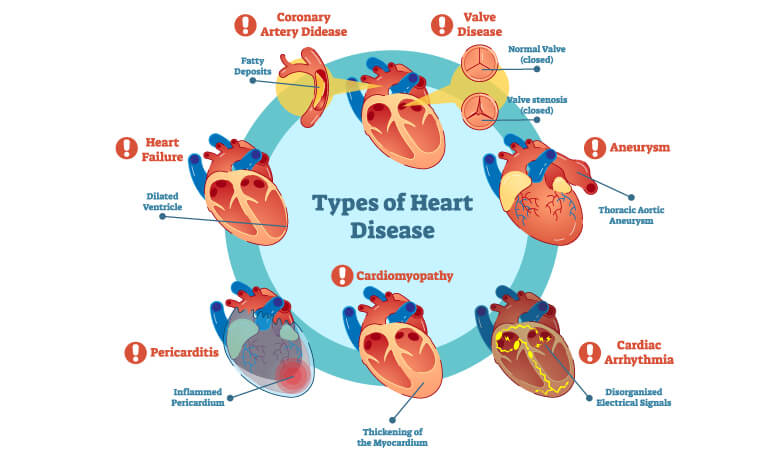 Coronary
Artery Didease
Valve
Disease
Fatty
Deposits
Normal Valve
(closed)
Valve stenosis
(closed)
Heart
Failure
Aneurysm
Dilated
Ventricle
Types of Heart
Disease
Thoracic Aortic
Aneurysm
Cardiomyopathy
Pericarditis
Cardiac
Arrhythmia
Inflammed
Pericardium
Disorganized
Electrical Signals
Thickening of
the Myocardium